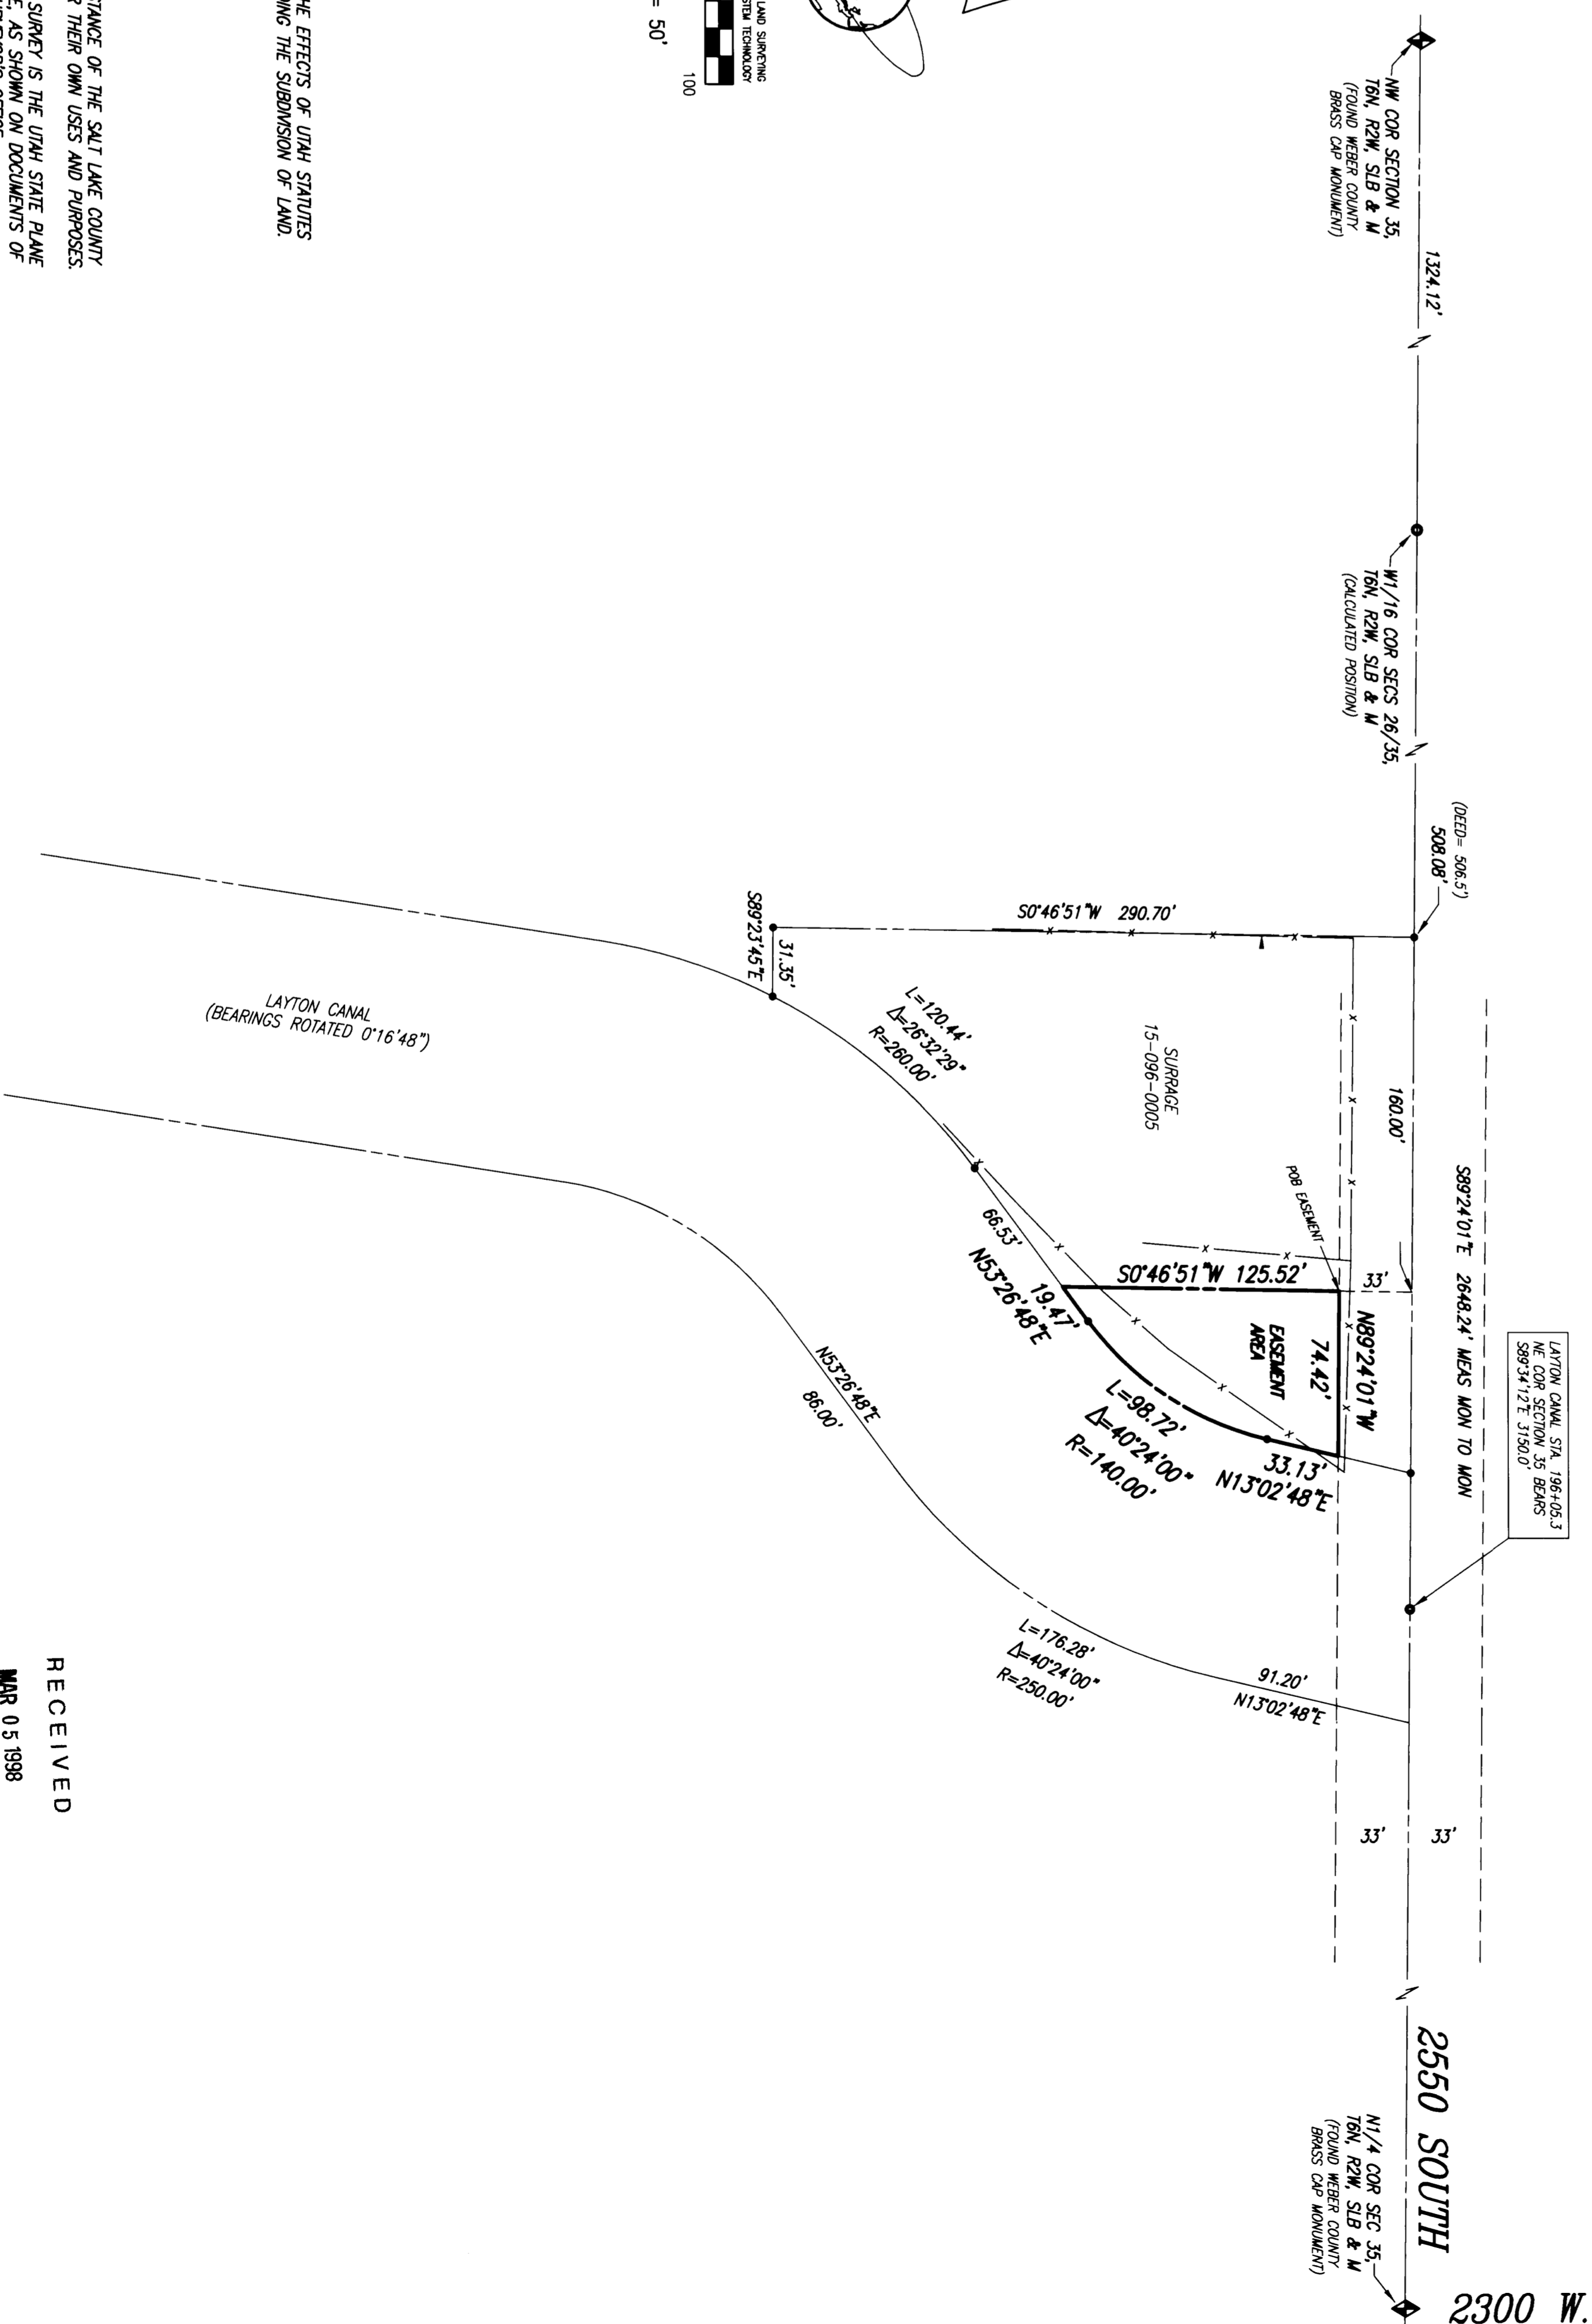 2300 W.
2550 SOUTH
N1/4 COR SEC 35,
T6N, R2W, SLB & M
(FOUND WEBER COUNTY
BRASS CAP MONUMENT)
LAYTON CANAL STA. 196+05.3
NE COR SECTION 35 BEARS
S89°34'12"E 3150.0'
S89°24'01"E 2648.24' MEAS MON TO MON
33'
33'
NW COR SECTION 35,
T6N, R2W, SLB & M
(FOUND WEBER COUNTY
BRASS CAP MONUMENT)
1324.12'
W1/16 COR SECS 26/35,
T6N, R2W, SLB & M
(CALCULATED POSITION)
(DEED= 506.5')
508.08'
160.00'
33'
POB EASEMENT
N89°24'01"W
74.42'
EASEMENT
AREA
S0°46'51"W 125.52'
33.13'
N13°02'48"E
L=98.72'
Δ=40°24'00"
R=140.00'
19.47'
N53°26'48"E
66.53'
SURRAGE
15-096-0005
S0°46'51"W 290.70'
L=120.44'
Δ=26°32'29"
R=260.00'
31.35'
S89°23'45"E
91.20'
N13°02'48"E
L=176.28'
Δ=40°24'00"
R=250.00'
N53°26'48"E
86.00'
LAYTON CANAL
(BEARINGS ROTATED 0°16'48")
LAND SURVEYING
STEM TECHNOLOGY
100
= 50'
HE EFFECTS OF UTAH STATUTES
ING THE SUBDIVISION OF LAND.
TANCE OF THE SALT LAKE COUNTY
R THEIR OWN USES AND PURPOSES.
SURVEY IS THE UTAH STATE PLANE
E, AS SHOWN ON DOCUMENTS OF
RECEIVED
MAR 05 1998